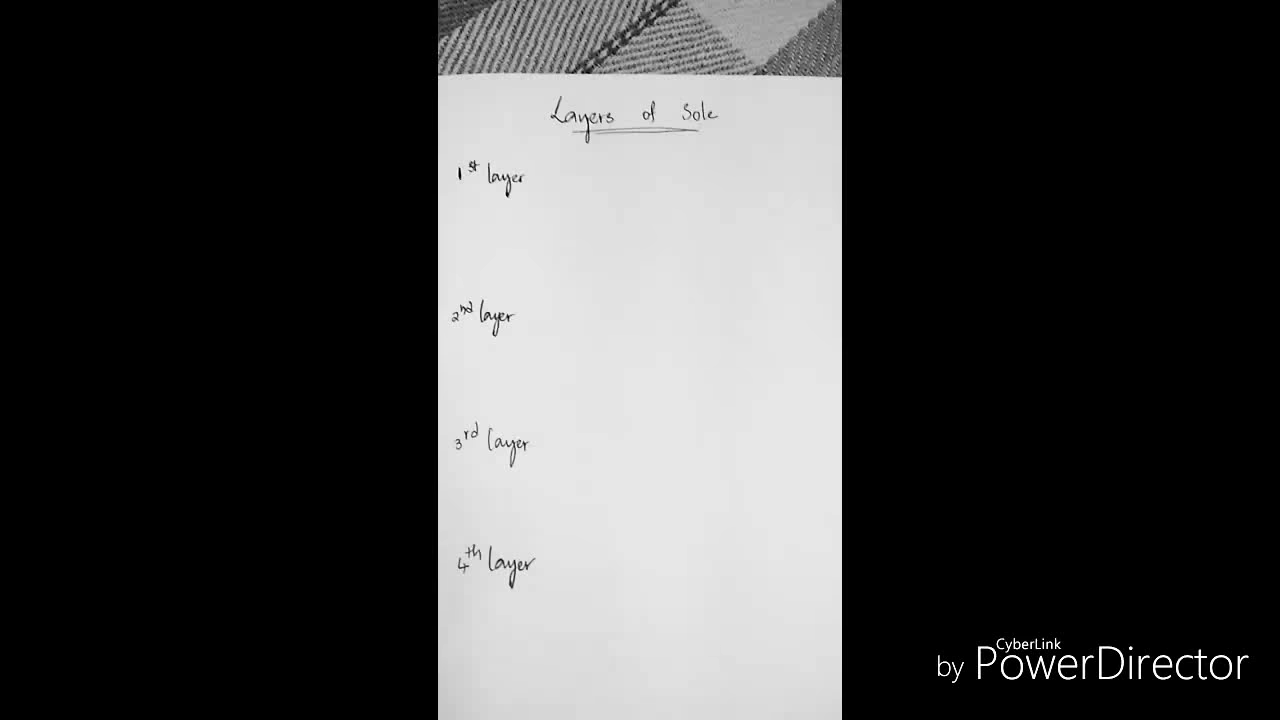 Layers of Sole
1st layer
2nd layer
3rd layer
4th layer
CyberLink
by PowerDirector